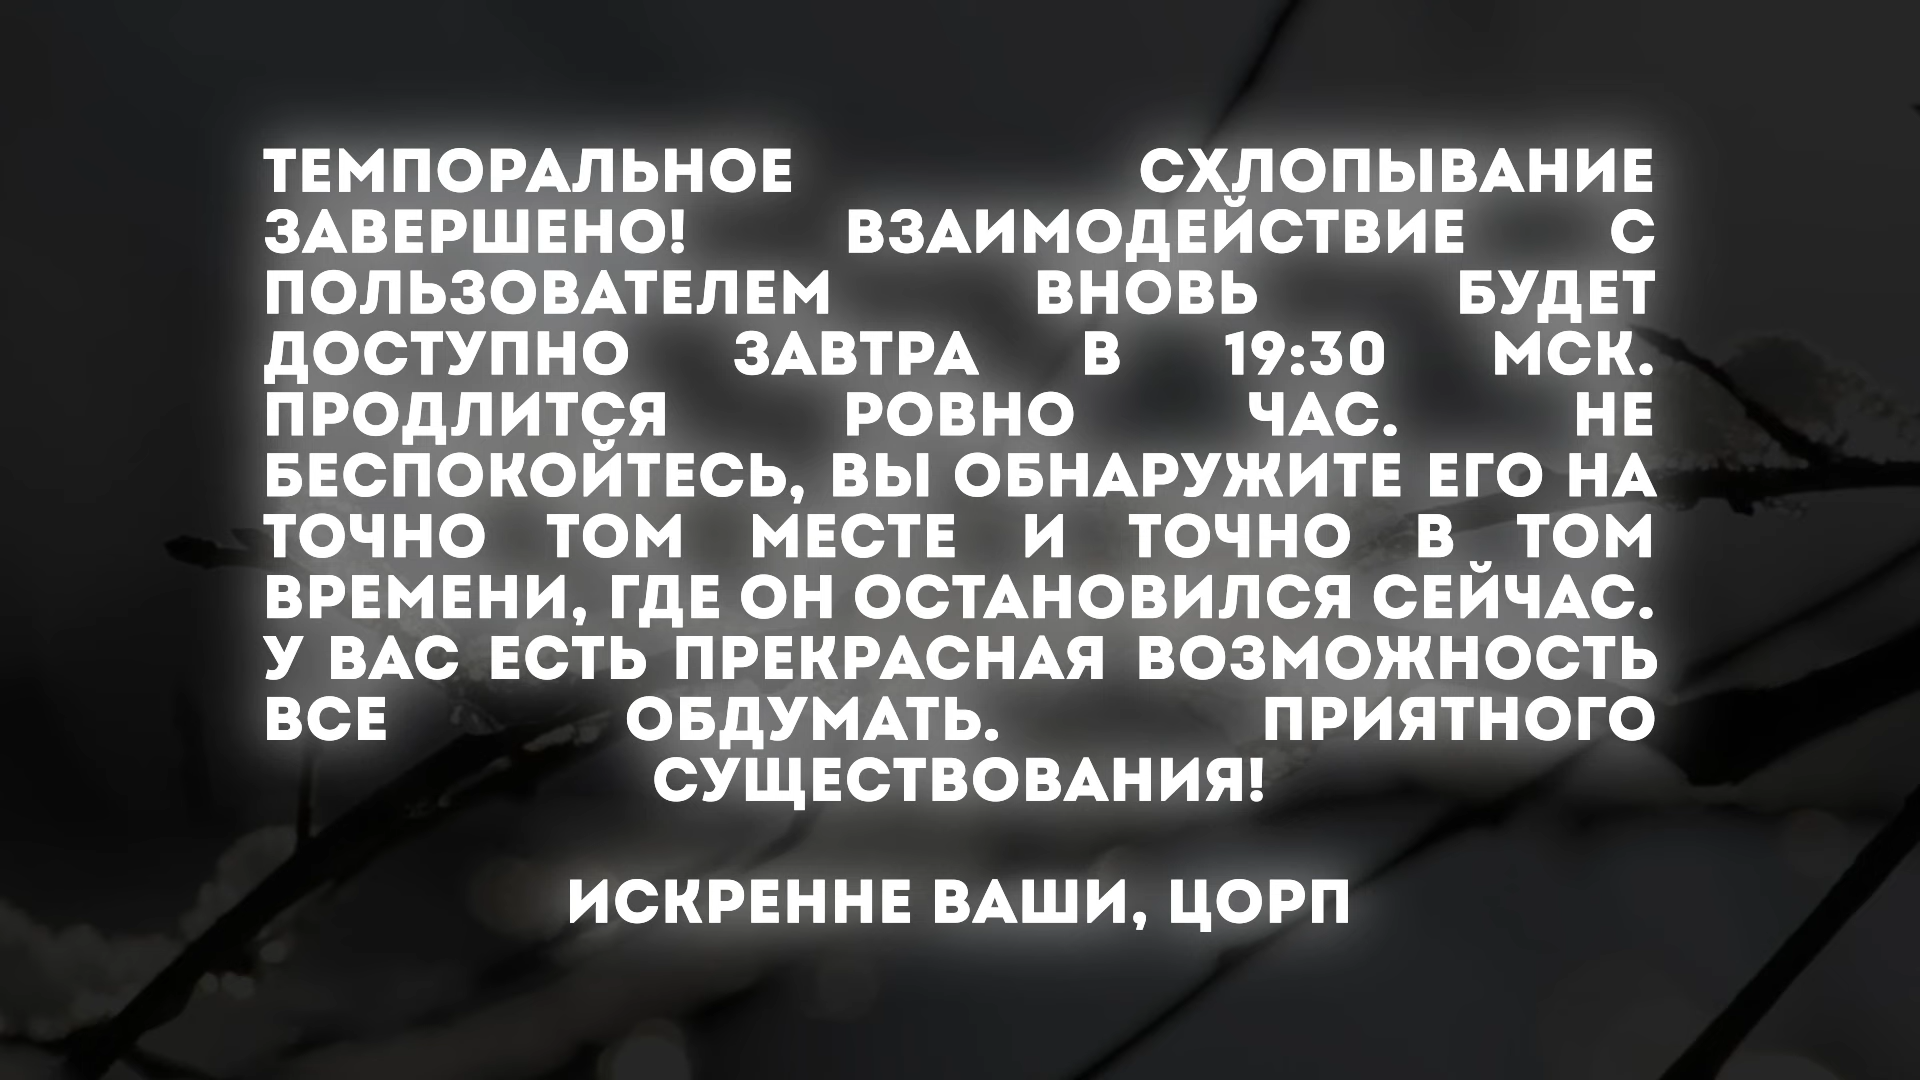 ТЕМПОРАЛЬНОЕ СХЛОПЫВАНИЕ
ЗАВЕРШЕНО! ВЗАИМОДЕЙСТВИЕ С
ПОЛЬЗОВАТЕЛЕМ ВНОВЬ БУДЕТ
ДОСТУПНО ЗАВТРА В 19:30 МСК.
ПРОДЛИТСЯ РОВНО ЧАС. НЕ
БЕСПОКОЙТЕСЬ, ВЫ ОБНАРУЖИТЕ ЕГО НА
ТОЧНО ТОМ МЕСТЕ И ТОЧНО В ТОМ
ВРЕМЕНИ, ГДЕ ОН ОСТАНОВИЛСЯ СЕЙЧАС.
У ВАС ЕСТЬ ПРЕКРАСНАЯ ВОЗМОЖНОСТЬ
ВСЕ ОБДУМАТЬ. ПРИЯТНОГО
СУЩЕСТВОВАНИЯ!
ИСКРЕННЕ ВАШИ, ЦОРП